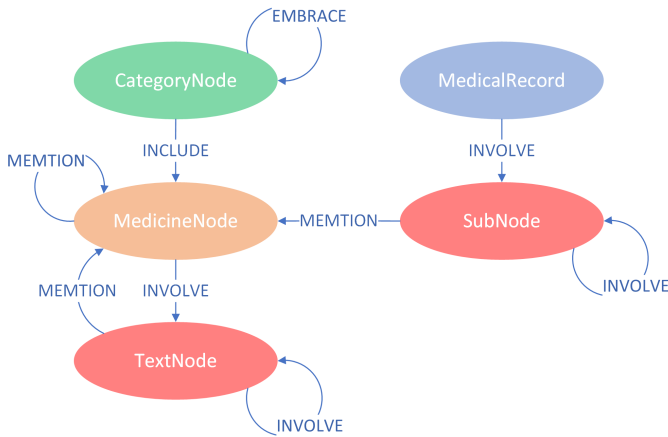 EMBRACE
CategoryNode
MedicalRecord
INCLUDE
INVOLVE
MEMTION
MedicineNode
MEMTION
SubNode
MEMTION
INVOLVE
INVOLVE
TextNode
INVOLVE